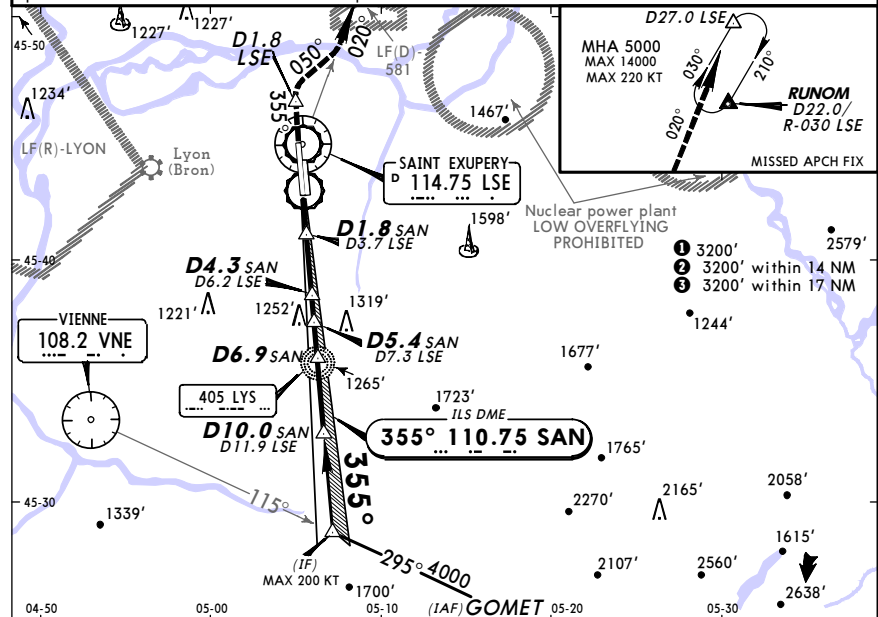 45-50
1227'
1227'
D1.8
LSE
050°
020°
LF(D)-
581
355°
1234'
LF(R)-LYON
Lyon
(Bron)
1467'
D27.0 LSE
MHA 5000
MAX 14000
MAX 220 KT
030°
210°
RUNOM
D22.0/
R-030 LSE
020°
MISSED APCH FIX
SAINT EXUPERY
D 114.75 LSE
Nuclear power plant
LOW OVERFLYING
PROHIBITED
1598'
2579'
1 3200'
2 3200' within 14 NM
3 3200' within 17 NM
45-40
D1.8 SAN
D3.7 LSE
D4.3 SAN
D6.2 LSE
1221'
1252'
1319'
1244'
VIENNE
108.2 VNE
D5.4 SAN
D7.3 LSE
D6.9 SAN
1265'
1677'
405 LYS
1723'
ILS DME
355° 110.75 SAN
D10.0 SAN
D11.9 LSE
1765'
355°
115°
45-30
1339'
2270'
2165'
2058'
1615'
(IF)
MAX 200 KT
295°
4000
1700'
2107'
2560'
2638'
(IAF) GOMET
04-50
05-00
05-10
05-20
05-30